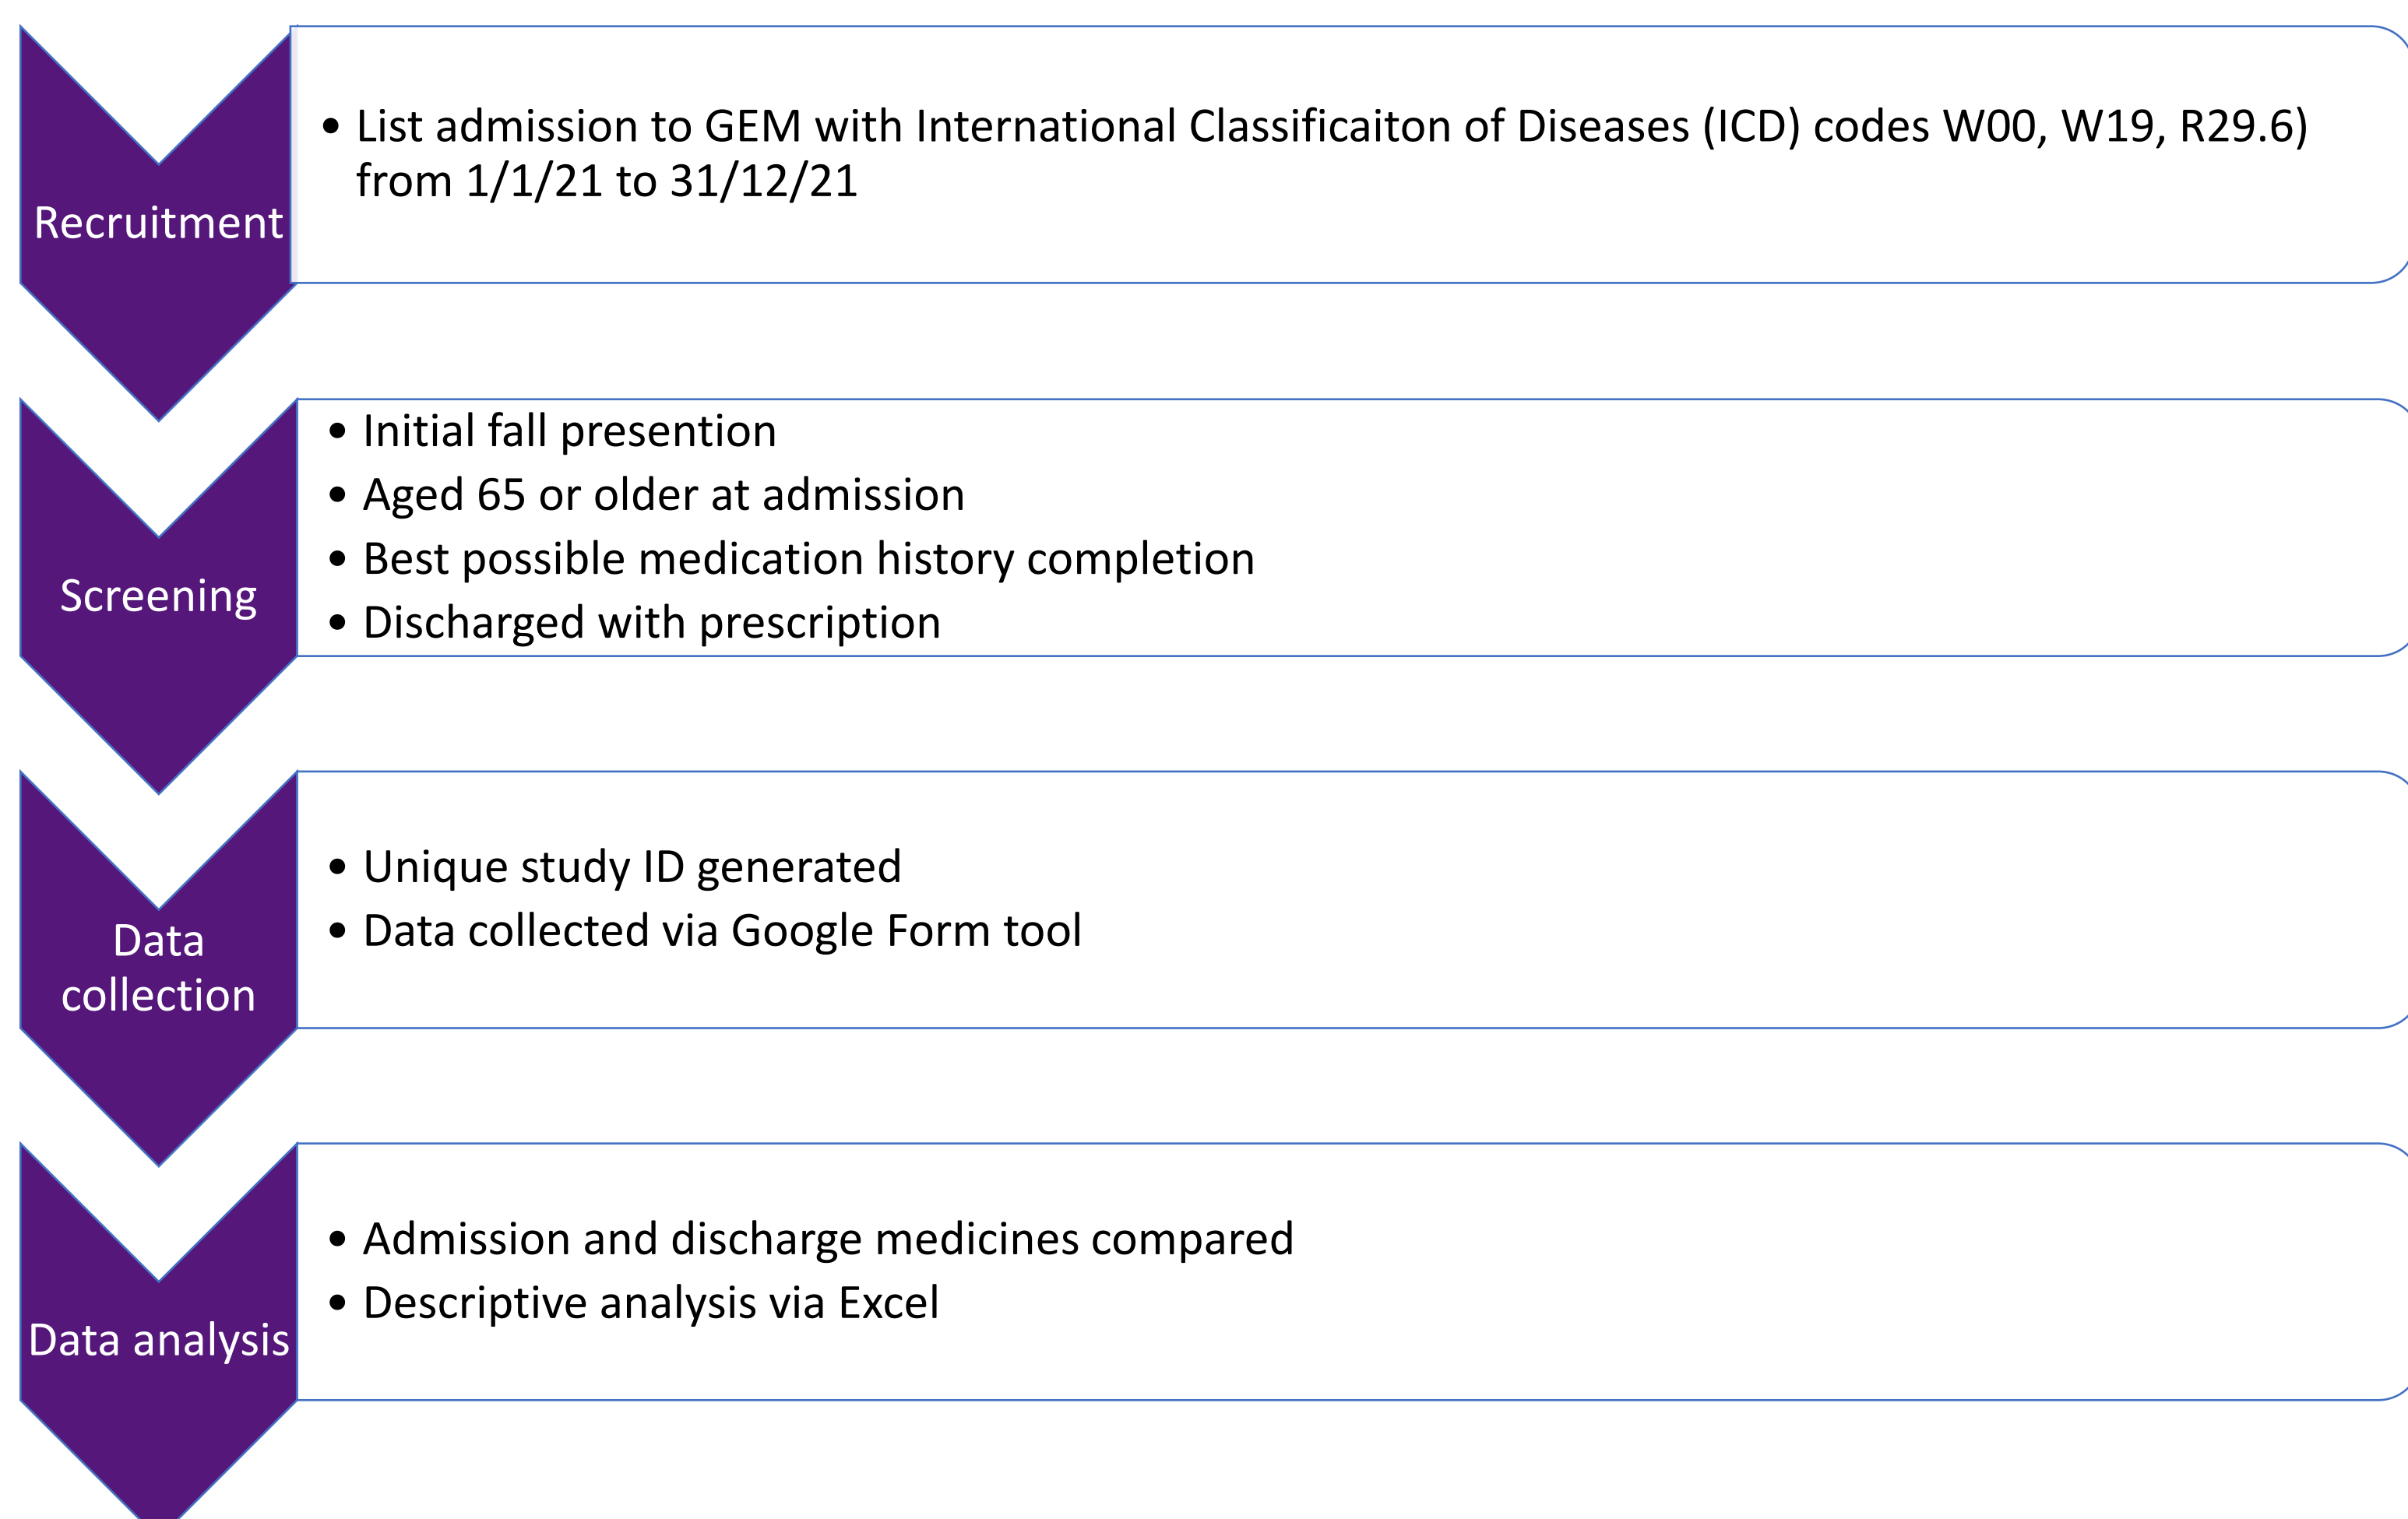 Recruitment
• List admission to GEM with International Classificaiton of Diseases (ICD) codes W00, W19, R29.6)
from 1/1/21 to 31/12/21
Screening
• Initial fall presention
• Aged 65 or older at admission
• Best possible medication history completion
• Discharged with prescription
Data
collection
• Unique study ID generated
• Data collected via Google Form tool
Data analysis
• Admission and discharge medicines compared
• Descriptive analysis via Excel